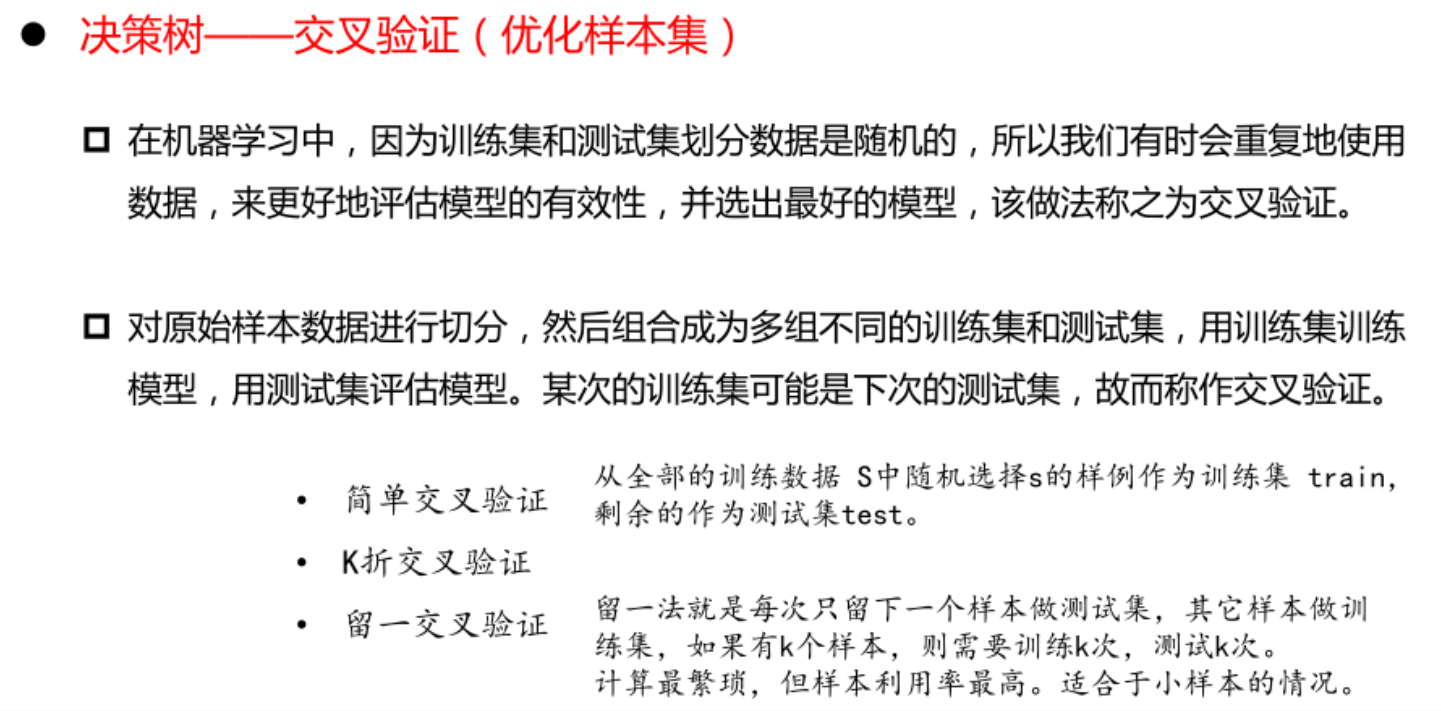 ● 决策树——交叉验证（优化样本集）
在机器学习中，因为训练集和测试集划分数据是随机的，所以我们有时会重复地使用
数据，来更好地评估模型的有效性，并选出最好的模型，该做法称之为交叉验证。
对原始样本数据进行切分，然后组合成为多组不同的训练集和测试集，用训练集训练
模型，用测试集评估模型。某次的训练集可能是下次的测试集，故而称作交叉验证。
• 简单交叉验证
从全部的训练数据 S中随机选择s的样例作为训练集 train，
剩余的作为测试集test。
• K折交叉验证
• 留一交叉验证
留一法就是每次只留下一个样本做测试集，其它样本做训
练集，如果有k个样本，则需要训练k次，测试k次。
计算最繁琐，但样本利用率最高。适合于小样本的情况。